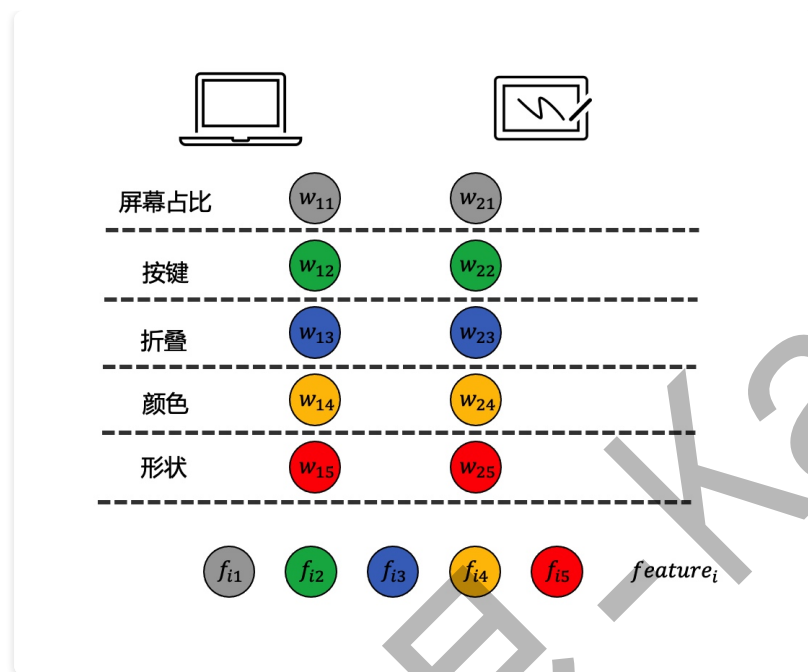 屏幕占比 w₁₁ w₂₁
按键 w₁₂ w₂₂
折叠 w₁₃ w₂₃
颜色 w₁₄ w₂₄
形状 w₁₅ w₂₅
fᵢ₁ fᵢ₂ fᵢ₃ fᵢ₄ fᵢ₅ featureᵢ